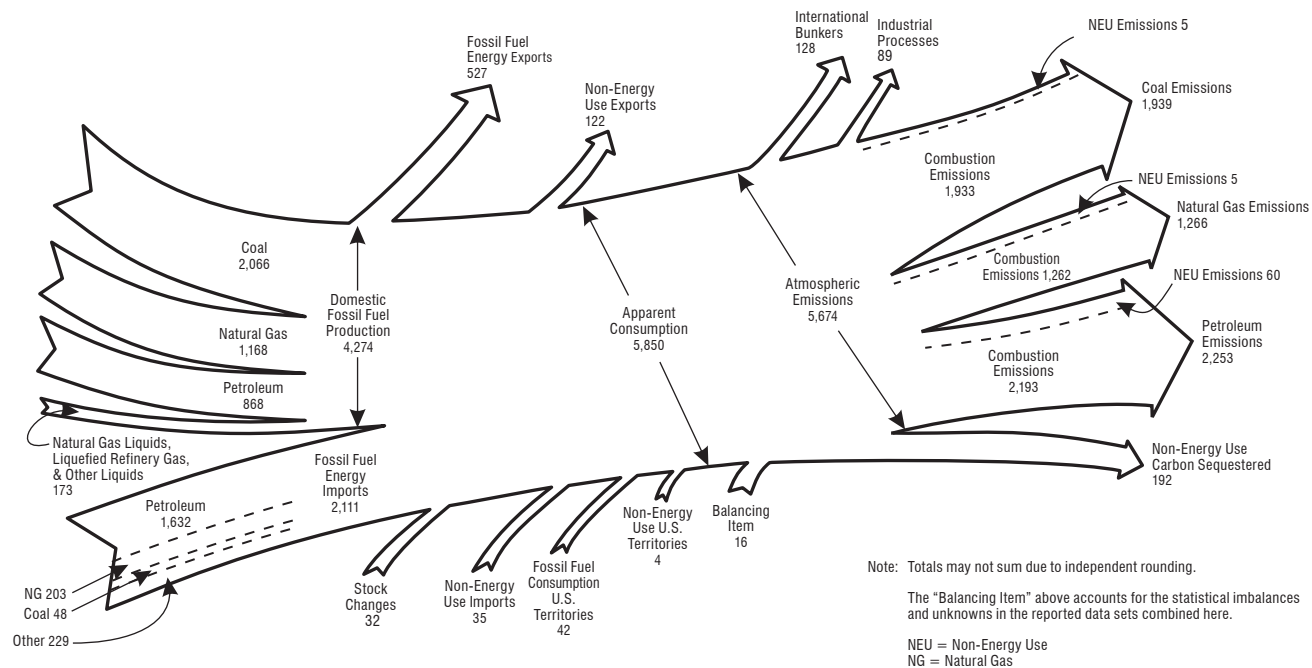 International
Bunkers
128
Industrial
Processes
89
NEU Emissions 5
Fossil Fuel
Energy Exports
527
Non-Energy
Use Exports
122
Coal Emissions
1,939
Combustion
Emissions
1,933
NEU Emissions 5
Natural Gas Emissions
1,266
Combustion
Emissions 1,262
NEU Emissions 60
Coal
2,066
Domestic
Fossil Fuel
Production
4,274
Apparent
Consumption
5,850
Atmospheric
Emissions
5,674
Natural Gas
1,168
Petroleum
868
Petroleum
Emissions
2,253
Combustion
Emissions
2,193
Natural Gas Liquids,
Liquefied Refinery Gas,
& Other Liquids
173
Fossil Fuel
Energy
Imports
2,111
Petroleum
1,632
NG 203
Coal 48
Other 229
Stock
Changes
32
Non-Energy
Use Imports
35
Fossil Fuel
Consumption
U.S.
Territories
42
Non-Energy
Use U.S.
Territories
4
Balancing
Item
16
Non-Energy Use
Carbon Sequestered
192
Note: Totals may not sum due to independent rounding.
The “Balancing Item” above accounts for the statistical imbalances
and unknowns in the reported data sets combined here.
NEU = Non-Energy Use
NG = Natural Gas